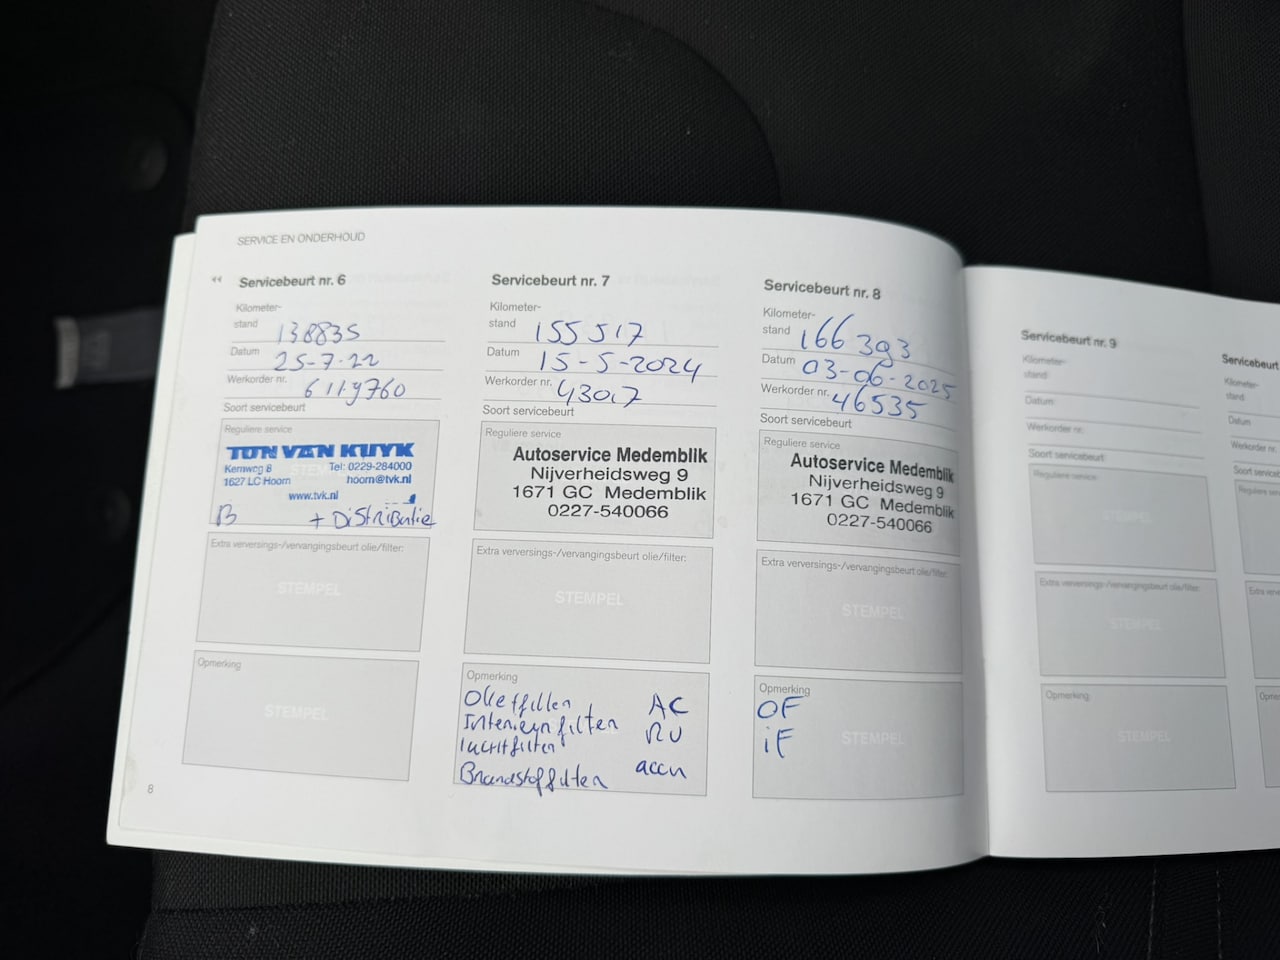 SERVICE EN ONDERHOUD
◂◂ Servicebeurt nr. 6
Kilometer-
stand 138835
Datum 25-7-22
Werkorder nr. 6119760
Soort servicebeurt
Reguliere service
TON VAN KUYK
Kernweg 8 Tel: 0229-284000
1627 LC Hoorn hoorn@tvk.nl
www.tvk.nl
B + Distributie
Extra verversings-/vervangingsbeurt olie/filter:
STEMPEL
Opmerking
STEMPEL
8
Servicebeurt nr. 7
Kilometer-
stand 155517
Datum 15-5-2024
Werkorder nr.
Soort servicebeurt
Reguliere service
Autoservice Medemblik
Nijverheidsweg 9
1671 GC Medemblik
0227-540066
Extra verversings-/vervangingsbeurt olie/filter:
STEMPEL
Opmerking
AC
Brandstoffilter accu
Servicebeurt nr. 8
Kilometer-
stand 166393
Datum 03-06-2025
Werkorder nr. 46535
Soort servicebeurt
Reguliere service
Autoservice Medemblik
Nijverheidsweg 9
1671 GC Medemblik
0227-540066
Extra verversings-/vervangingsbeurt olie/filter:
STEMPEL
Opmerking
OF
iF
STEMPEL
Servicebeurt nr. 9
Kilometer-
stand
Datum
Werkorder nr.
Soort servicebeurt
Reguliere service
STEMPEL
Extra verversings-/vervangingsbeurt olie/filter:
STEMPEL
Opmerking
STEMPEL
Servicebeurt
Kilometer-
stand
Datum
Werkorder nr.